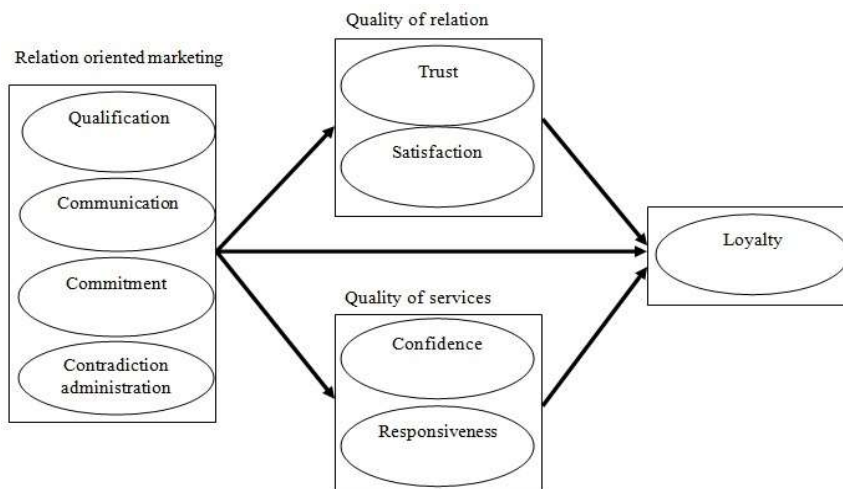 Relation oriented marketing
Qualification
Communication
Commitment
Contradiction
administration
Quality of relation
Trust
Satisfaction
Quality of services
Confidence
Responsiveness
Loyalty